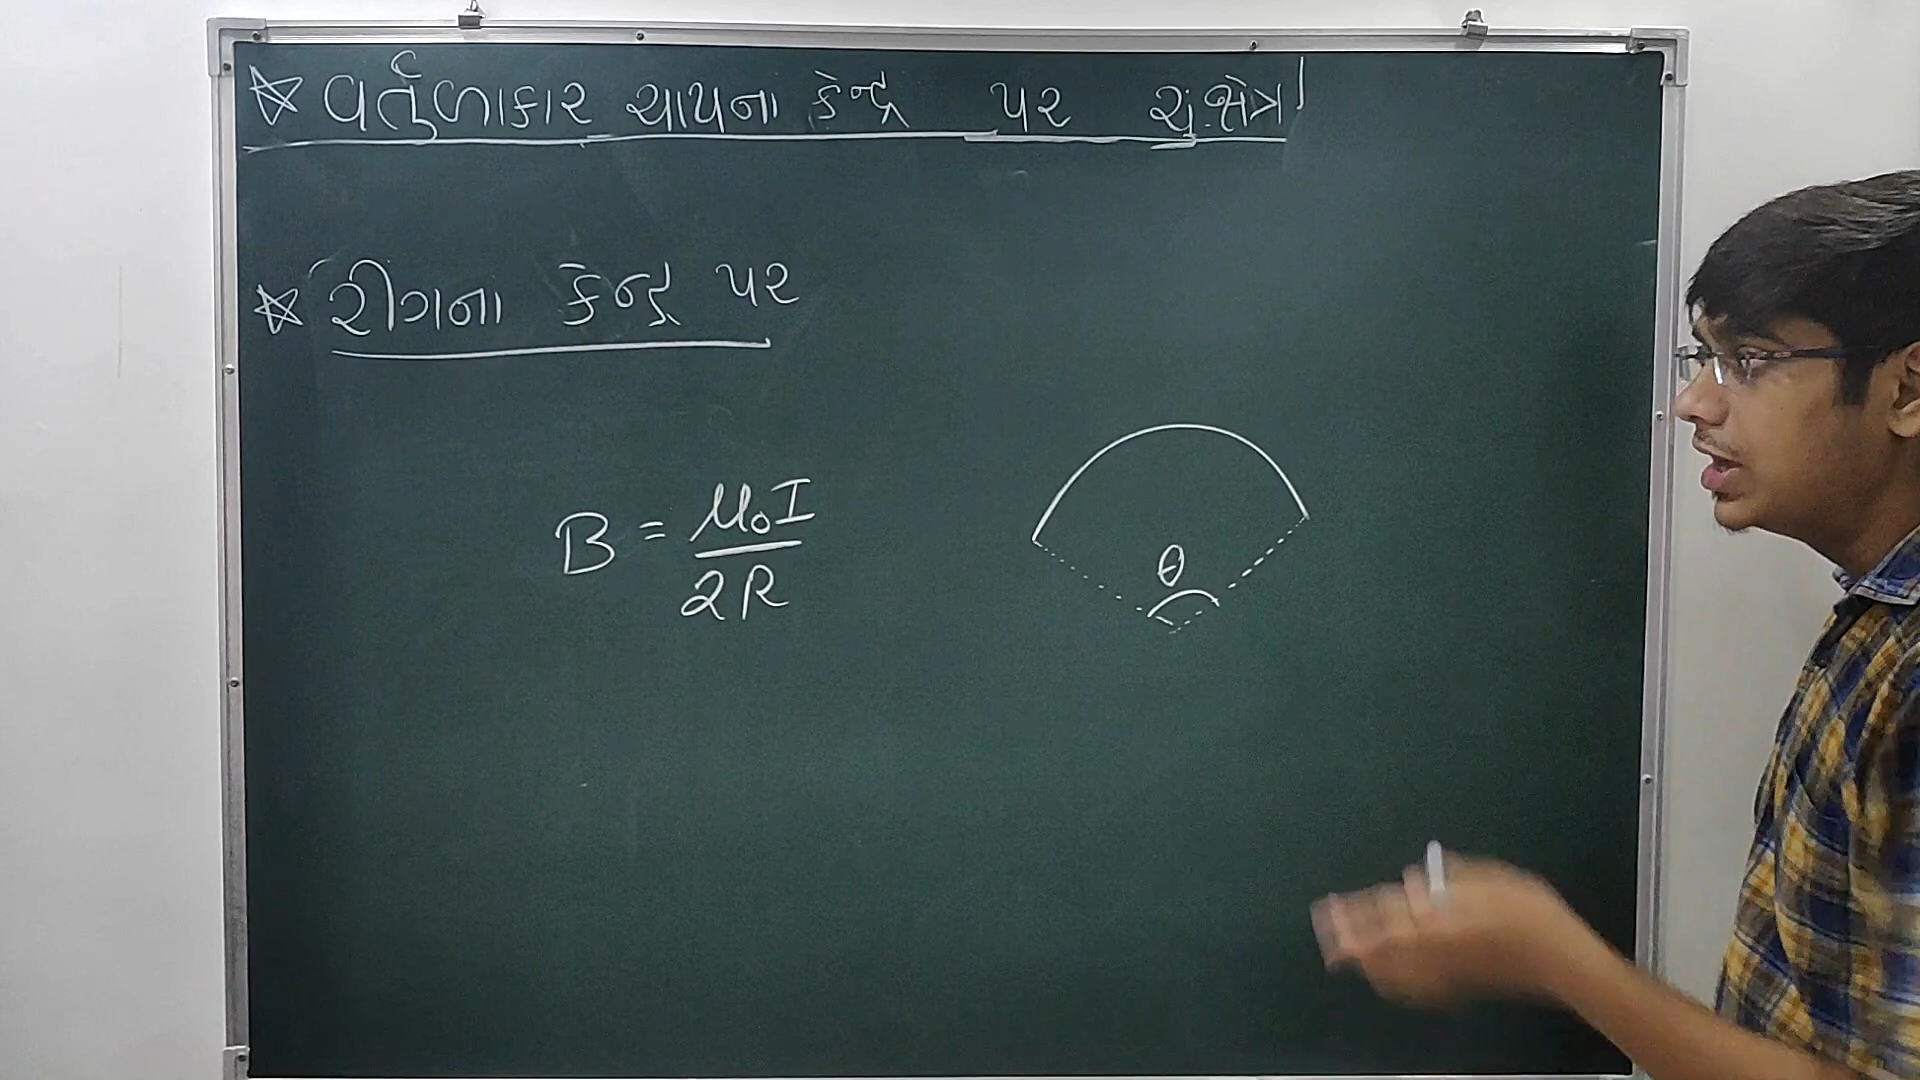 ☆ વર્તુળાકાર ચાપના કેન્દ્ર પર ચું.ક્ષેત્ર
☆ રીંગના કેન્દ્ર પર
B = μ₀I / 2R
θ